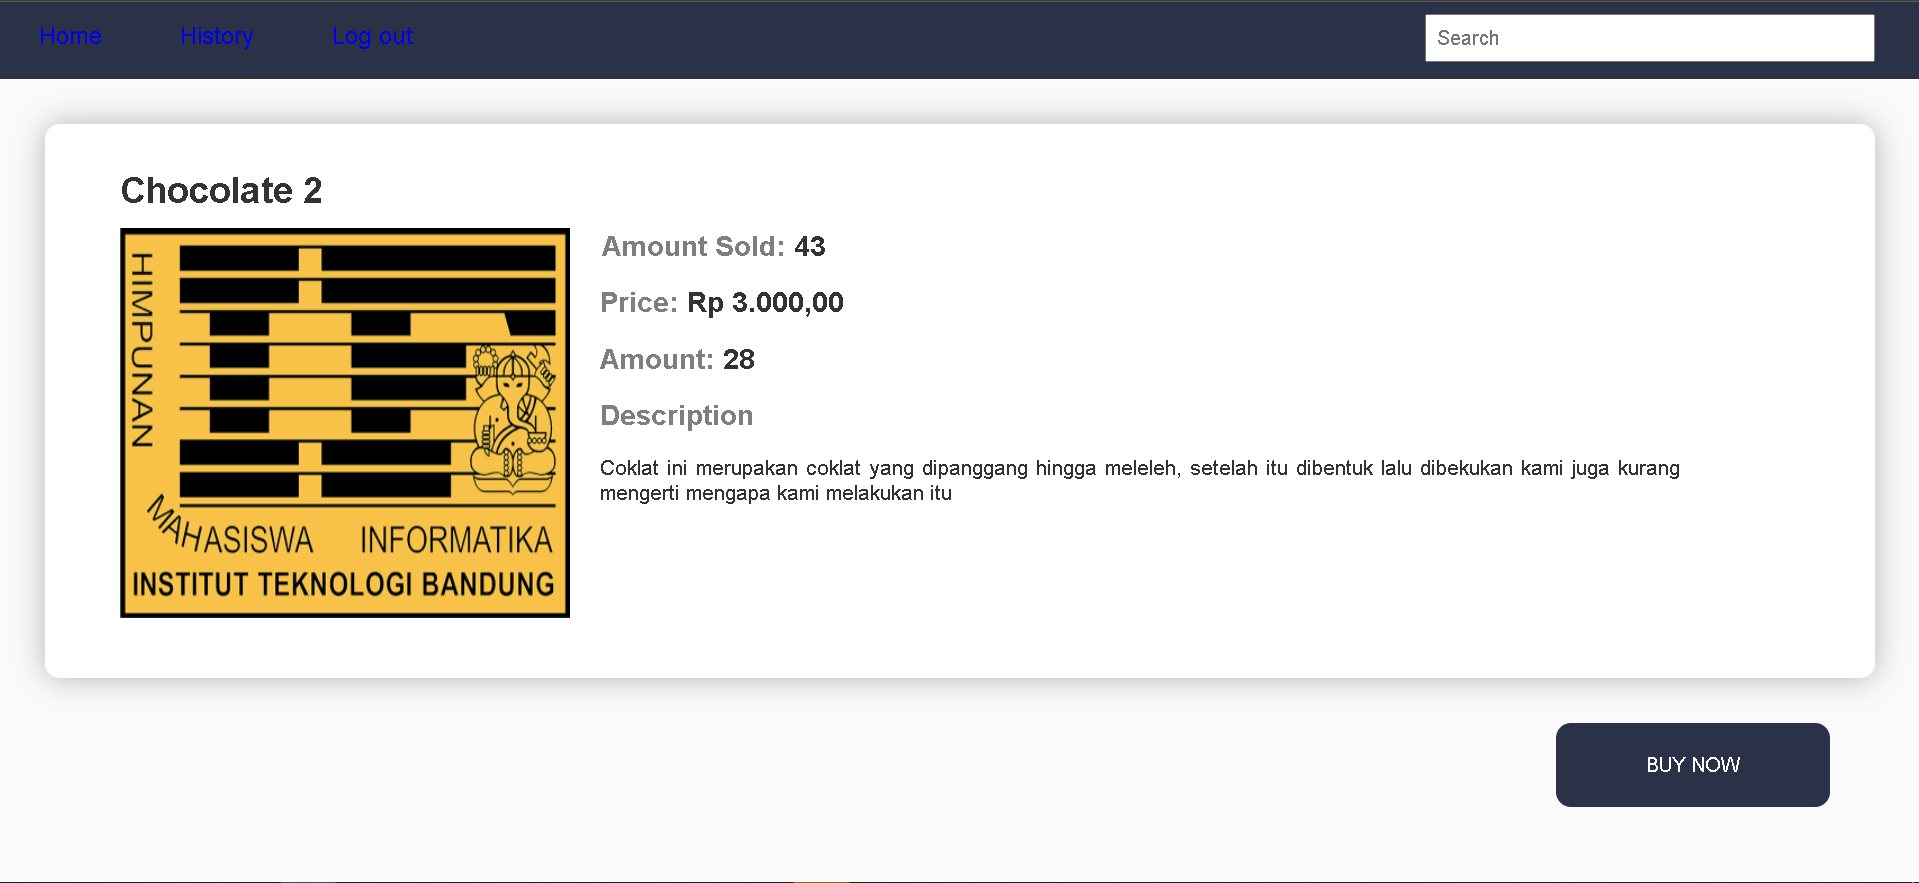 Home History Log out Search
Chocolate 2
HIMPUNAN
MAHASISWA INFORMATIKA
INSTITUT TEKNOLOGI BANDUNG
Amount Sold: 43
Price: Rp 3.000,00
Amount: 28
Description
Coklat ini merupakan coklat yang dipanggang hingga meleleh, setelah itu dibentuk lalu dibekukan kami juga kurang
mengerti mengapa kami melakukan itu
BUY NOW